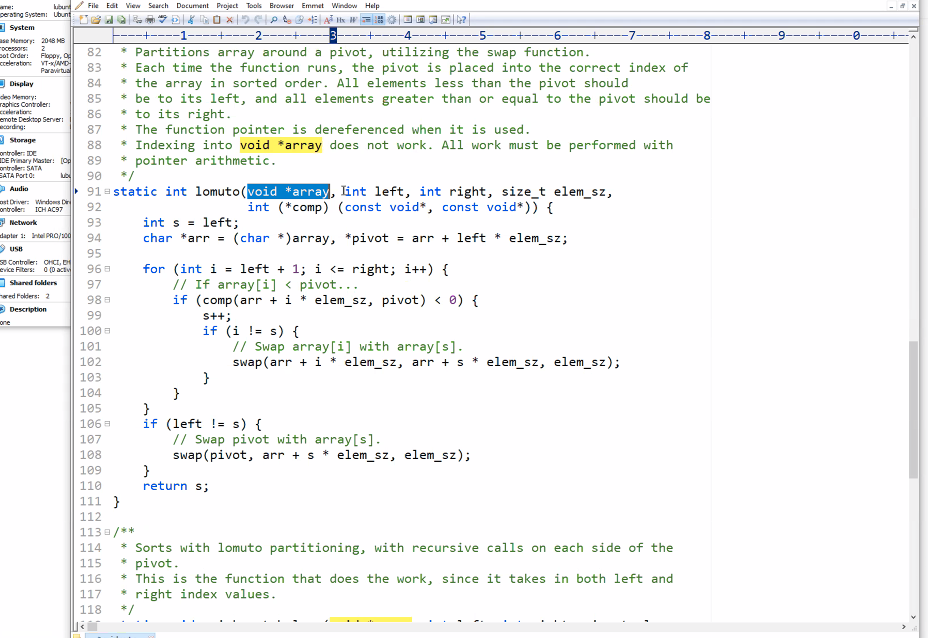 File Edit View Search Document Project Tools Browser Emmet Window Help
----+----1----+----2----+----3----+----4----+----5----+----6----+----7----+----8----+----9----+----0----+--
System
ase Memory: 2048 MB
rocessors: 2
oot Order: Floppy, Op
cceleration: VT-x/AMD-
Paravirtual
Display
ideo Memory:
raphics Controller:
cceleration:
emote Desktop Server:
ecording:
Storage
ontroller: IDE
IDE Primary Master: [Op
ontroller: SATA
SATA Port 0: lubu
Audio
ost Driver: Windows Dire
ontroller: ICH AC97
Network
dapter 1: Intel PRO/100
USB
SB Controller: OHCI, EH
evice Filters: 0 (0 activ
Shared folders
hared Folders: 2
Description
one
82 * Partitions array around a pivot, utilizing the swap function.
83 * Each time the function runs, the pivot is placed into the correct index of
84 * the array in sorted order. All elements less than the pivot should
85 * be to its left, and all elements greater than or equal to the pivot should be
86 * to its right.
87 * The function pointer is dereferenced when it is used.
88 * Indexing into void *array does not work. All work must be performed with
89 * pointer arithmetic.
90 */
91 static int lomuto(void *array, int left, int right, size_t elem_sz,
92 int (*comp) (const void*, const void*)) {
93 int s = left;
94 char *arr = (char *)array, *pivot = arr + left * elem_sz;
95
96 for (int i = left + 1; i <= right; i++) {
97 // If array[i] < pivot...
98 if (comp(arr + i * elem_sz, pivot) < 0) {
99 s++;
100 if (i != s) {
101 // Swap array[i] with array[s].
102 swap(arr + i * elem_sz, arr + s * elem_sz, elem_sz);
103 }
104 }
105 }
106 if (left != s) {
107 // Swap pivot with array[s].
108 swap(pivot, arr + s * elem_sz, elem_sz);
109 }
110 return s;
111 }
112
113 /**
114 * Sorts with lomuto partitioning, with recursive calls on each side of the
115 * pivot.
116 * This is the function that does the work, since it takes in both left and
117 * right index values.
118 */